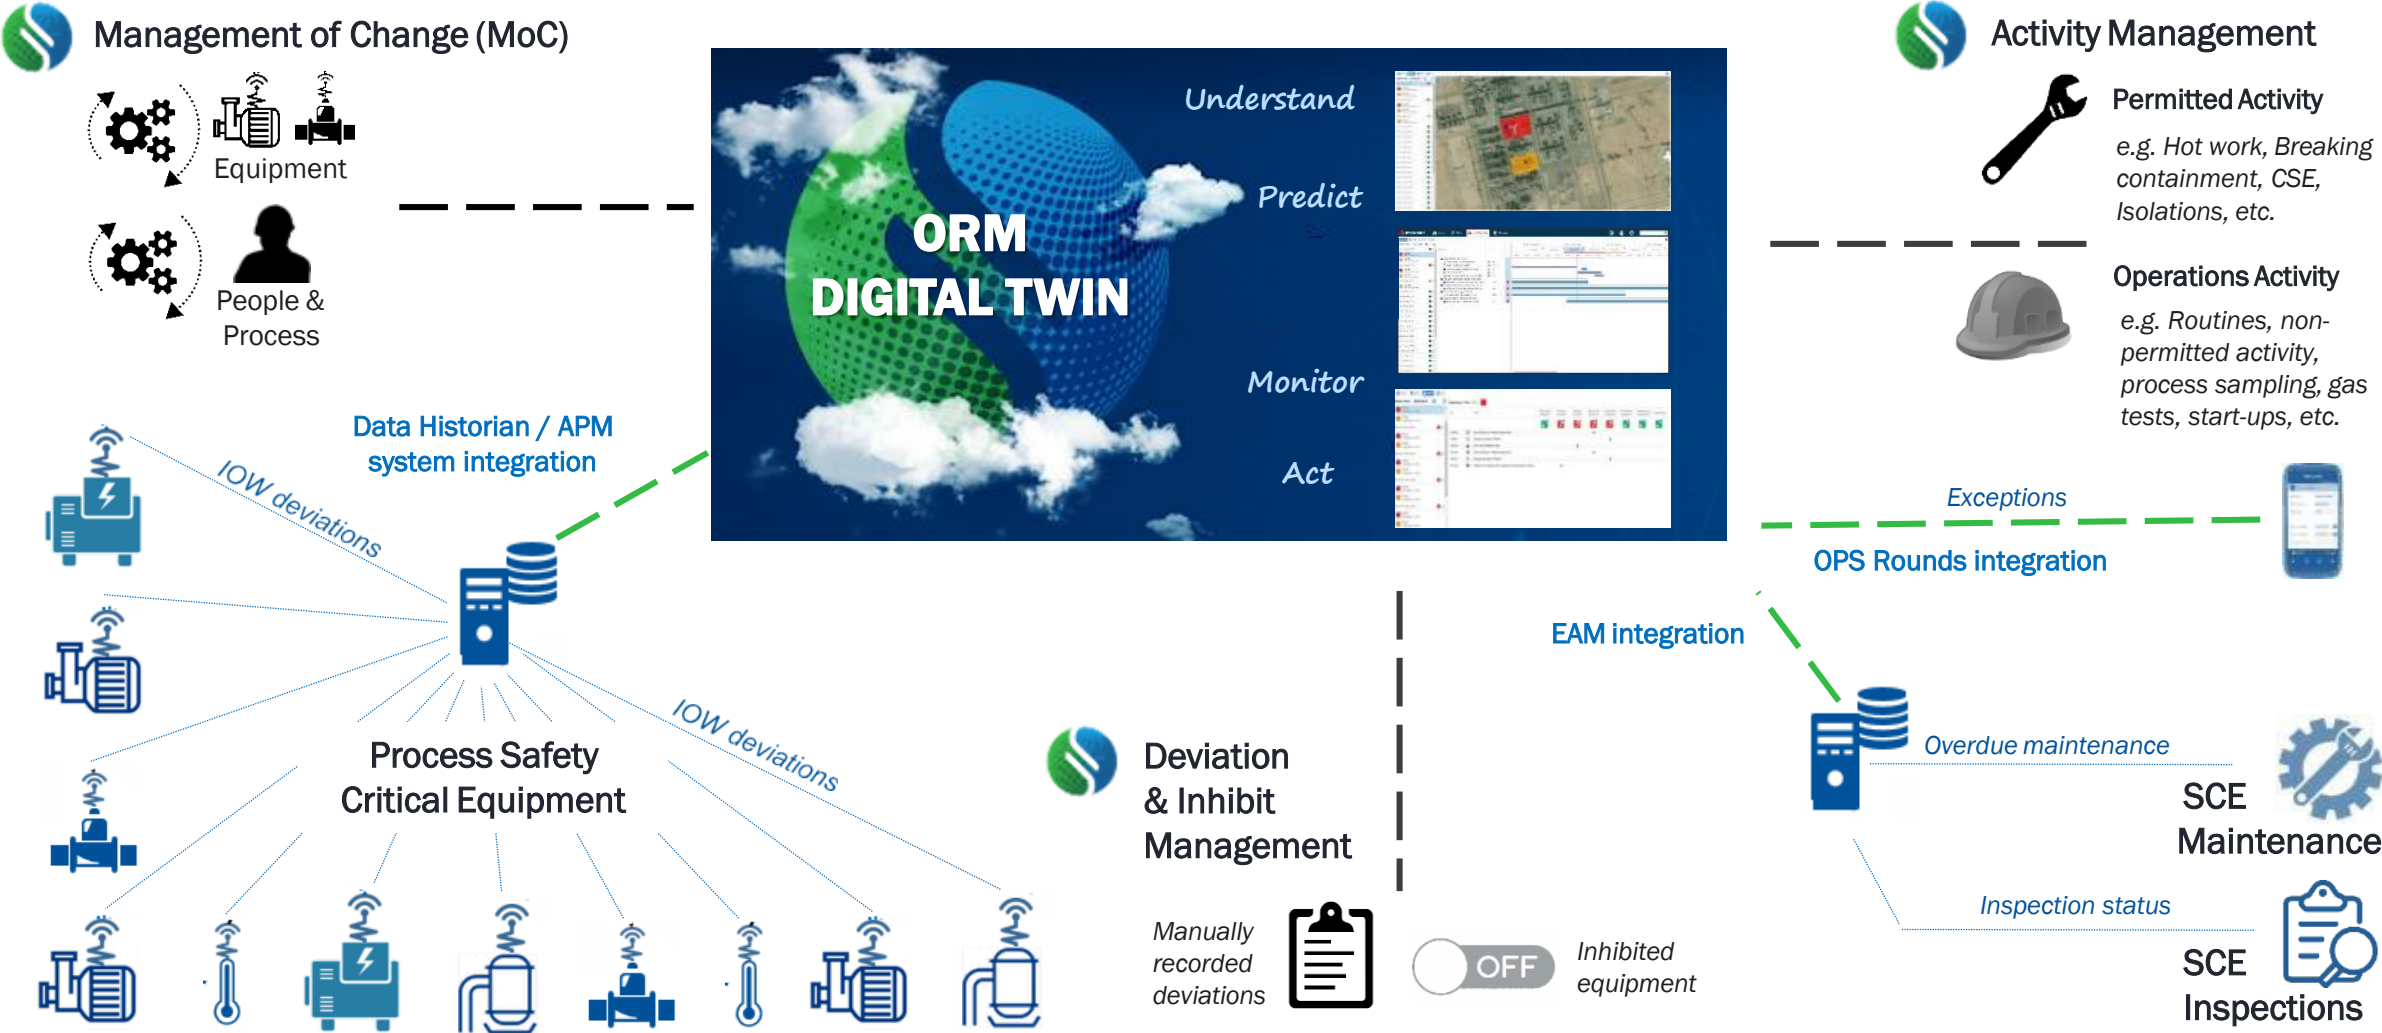 Management of Change (MoC)
Equipment
People &
Process
Understand
Predict
Monitor
Act
ORM
DIGITAL TWIN
Activity Management
Permitted Activity
e.g. Hot work, Breaking
containment, CSE,
Isolations, etc.
Operations Activity
e.g. Routines, non-
permitted activity,
process sampling, gas
tests, start-ups, etc.
Data Historian / APM
system integration
IOW deviations
IOW deviations
Process Safety
Critical Equipment
Exceptions
OPS Rounds integration
EAM integration
Overdue maintenance
SCE
Maintenance
Inspection status
SCE
Inspections
Deviation
& Inhibit
Management
Manually
recorded
deviations
OFF
Inhibited
equipment